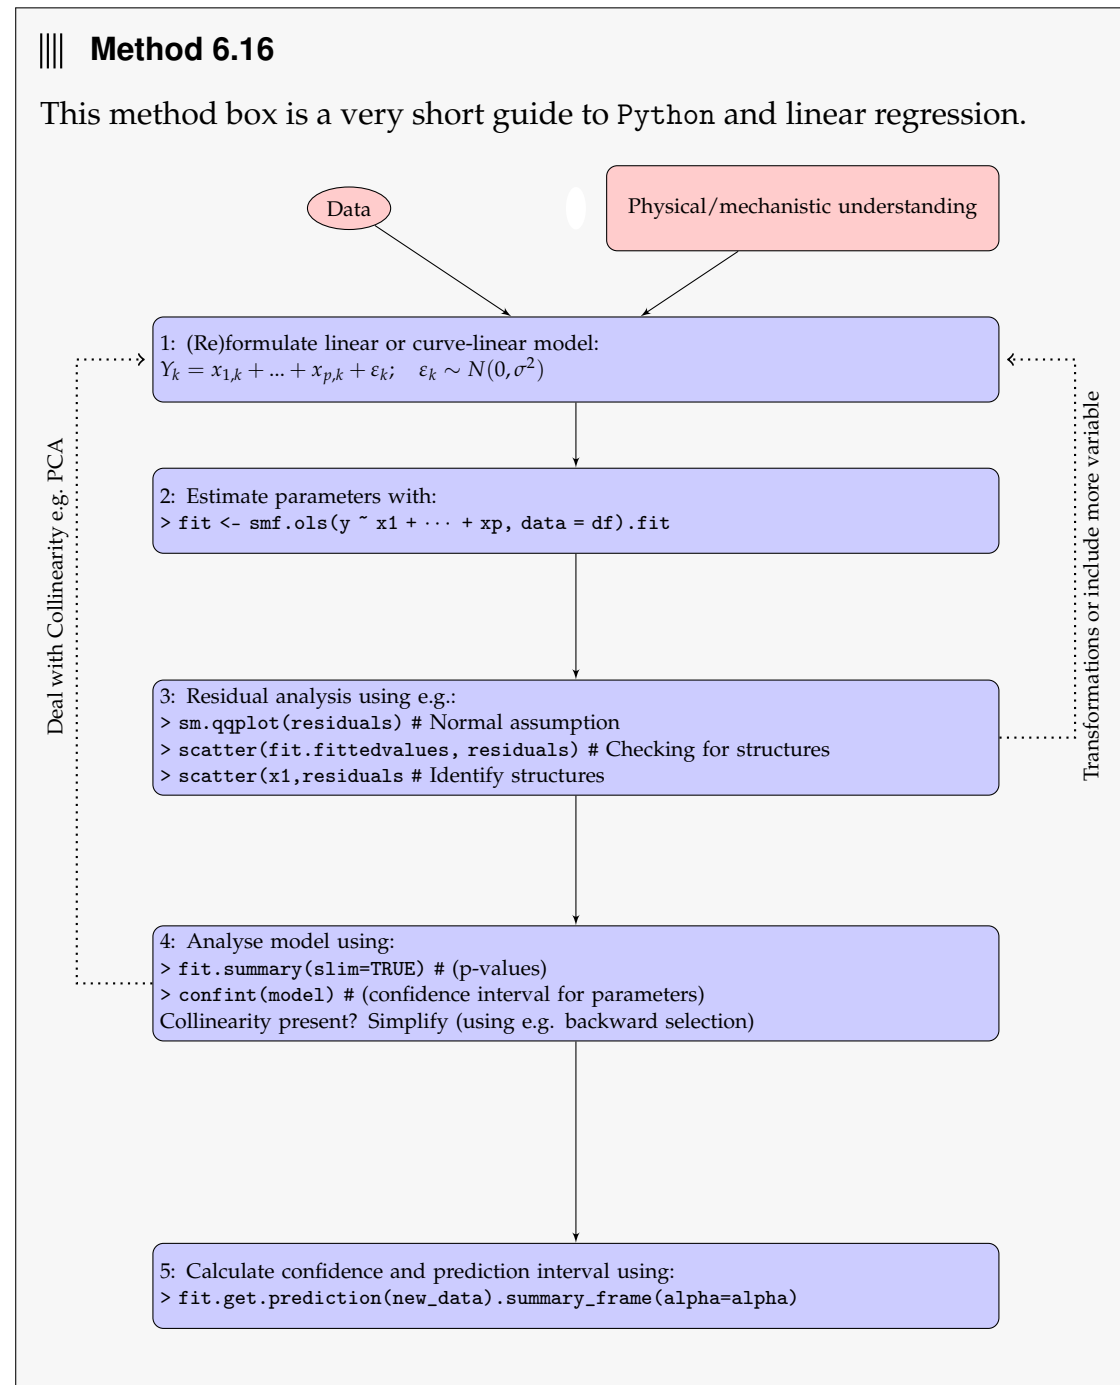 Method 6.16
This method box is a very short guide to Python and linear regression.
Data
Physical/mechanistic understanding
1: (Re)formulate linear or curve-linear model:
Y_k = x_{1,k} + ... + x_{p,k} + ε_k;   ε_k ∼ N(0, σ²)
2: Estimate parameters with:
> fit <- smf.ols(y ~ x1 + ··· + xp, data = df).fit
3: Residual analysis using e.g.:
> sm.qqplot(residuals) # Normal assumption
> scatter(fit.fittedvalues, residuals) # Checking for structures
> scatter(x1,residuals # Identify structures
4: Analyse model using:
> fit.summary(slim=TRUE) # (p-values)
> confint(model) # (confidence interval for parameters)
Collinearity present? Simplify (using e.g. backward selection)
5: Calculate confidence and prediction interval using:
> fit.get.prediction(new_data).summary_frame(alpha=alpha)
Deal with Collinearity e.g. PCA
Transformations or include more variable